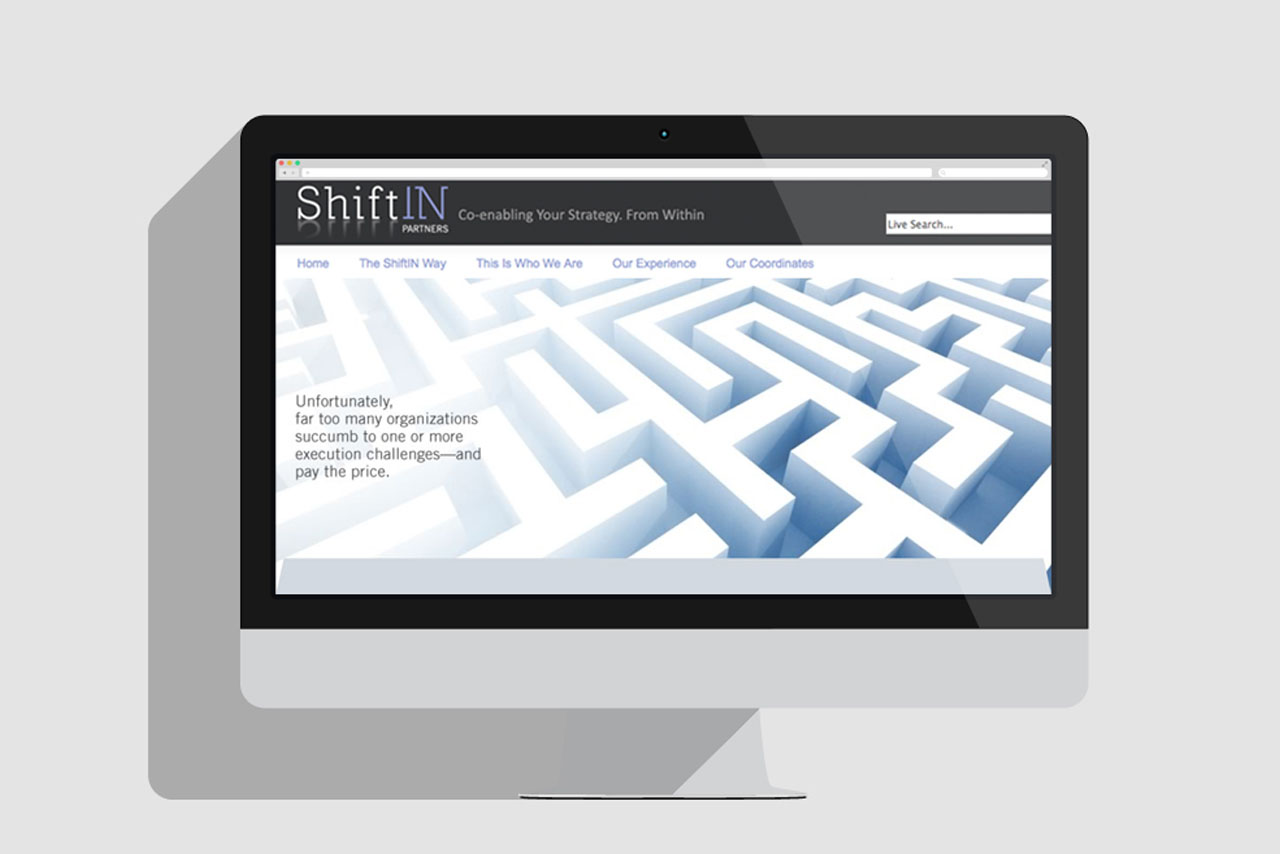 ShiftIN
PARTNERS
Co-enabling Your Strategy. From Within
Live Search...
Home The ShiftIN Way This Is Who We Are Our Experience Our Coordinates
Unfortunately,
far too many organizations
succumb to one or more
execution challenges—and
pay the price.